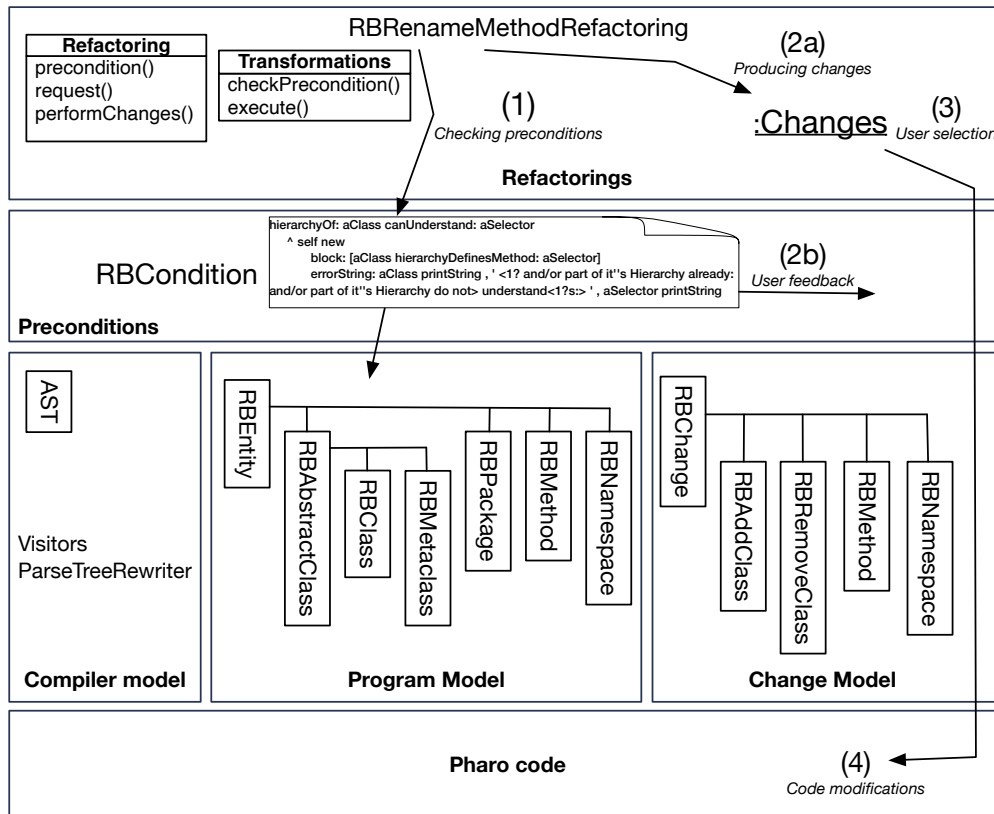 RBRenameMethodRefactoring
Refactoring
precondition()
request()
performChanges()
Transformations
checkPrecondition()
execute()
(1)
Checking preconditions
(2a)
Producing changes
:Changes
(3)
User selection
Refactorings
RBCondition
hierarchyOf: aClass canUnderstand: aSelector
^ self new
block: [aClass hierarchyDefinesMethod: aSelector]
errorString: aClass printString , ' <1? and/or part of it''s Hierarchy already:
and/or part of it''s Hierarchy do not> understand<1?s:> ' , aSelector printString
(2b)
User feedback
Preconditions
AST
Visitors
ParseTreeRewriter
Compiler model
RBEntity
RBAbstractClass
RBClass
RBMetaclass
RBPackage
RBMethod
RBNamespace
Program Model
RBChange
RBAddClass
RBRemoveClass
RBMethod
RBNamespace
Change Model
Pharo code
(4)
Code modifications